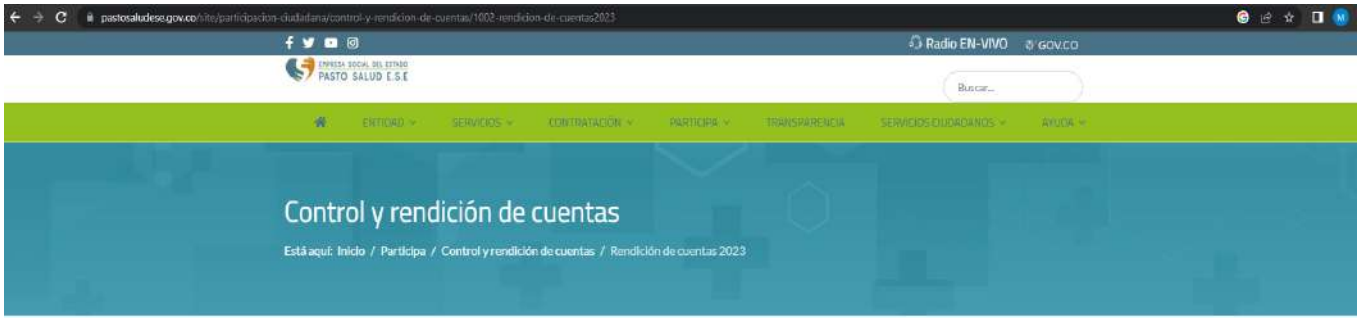 pastosaludese.gov.co/site/participacion-ciudadana/control-y-rendicion-de-cuentas/1002-rendicion-de-cuentas2023
M
Radio EN-VIVO GOV.CO
EMPRESA SOCIAL DEL ESTADO
PASTO SALUD E.S.E
Buscar...
ENTIDAD SERVICIOS CONTRATACIÓN PARTICIPA TRANSPARENCIA SERVICIOS CIUDADANOS AYUDA
Control y rendición de cuentas
Está aquí: Inicio / Participa / Control y rendición de cuentas / Rendición de cuentas 2023